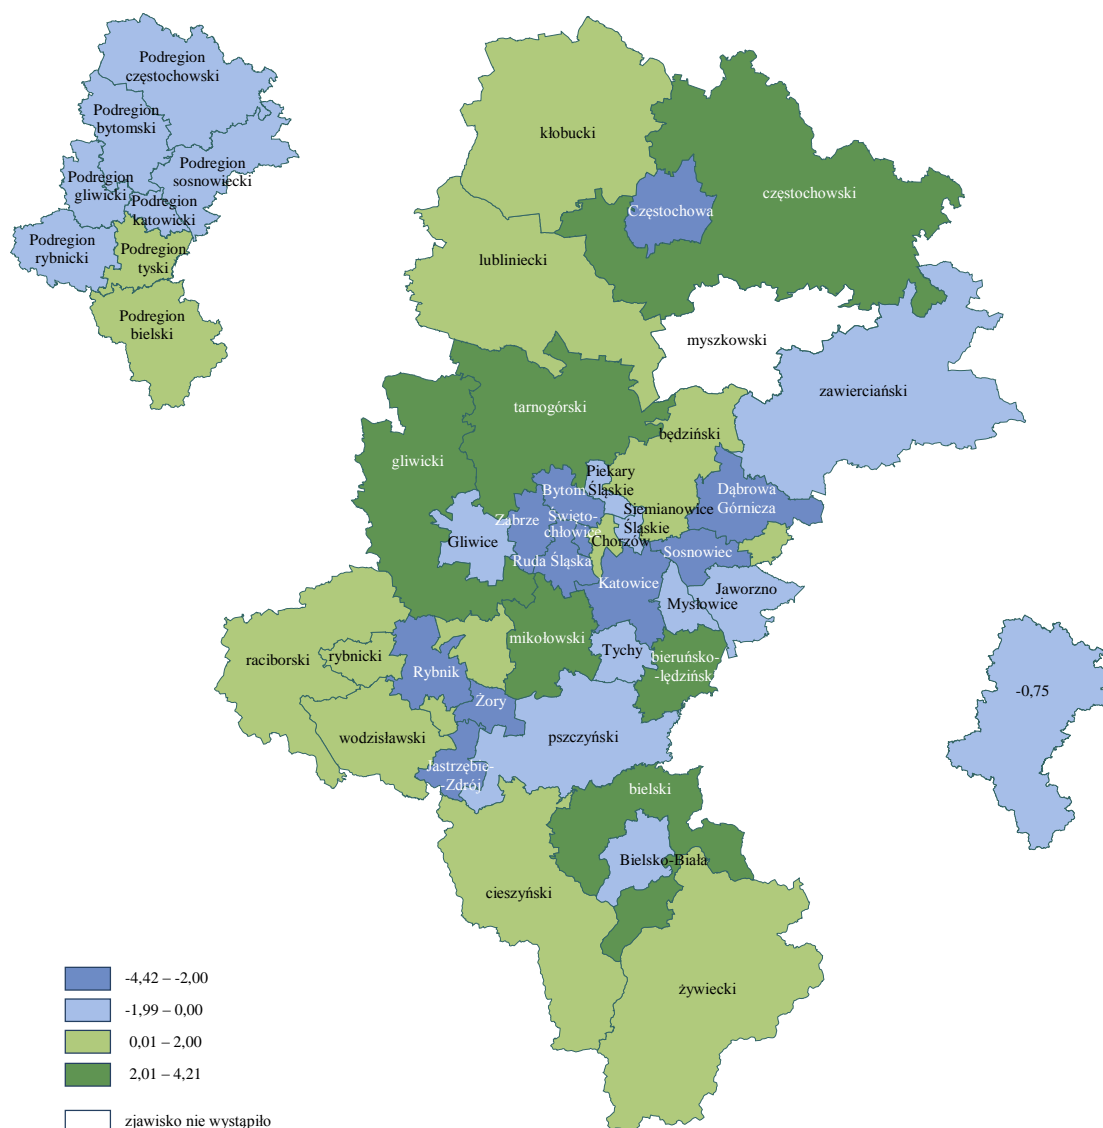 Podregion
częstochowski
Podregion
bytomski
Podregion
sosnowiecki
Podregion
gliwicki
Podregion
katowicki
Podregion
rybnicki
Podregion
tyski
Podregion
bielski
kłobucki
częstochowski
Częstochowa
lubliniecki
myszkowski
zawierciański
tarnogórski
będziński
gliwicki
Piekary
Śląskie
Bytom
Dąbrowa
Górnicza
Siemianowice
Śląskie
Święto-
chłowice
Zabrze
Chorzów
Gliwice
Sosnowiec
Ruda Śląska
Katowice
Jaworzno
Mysłowice
mikołowski
Tychy
bieruńsko-
-lędziński
raciborski
rybnicki
Rybnik
Żory
-0,75
wodzisławski
pszczyński
Jastrzębie-
-Zdrój
bielski
Bielsko-Biała
cieszyński
żywiecki
-4,42 – -2,00
-1,99 – 0,00
0,01 – 2,00
2,01 – 4,21
zjawisko nie wystąpiło